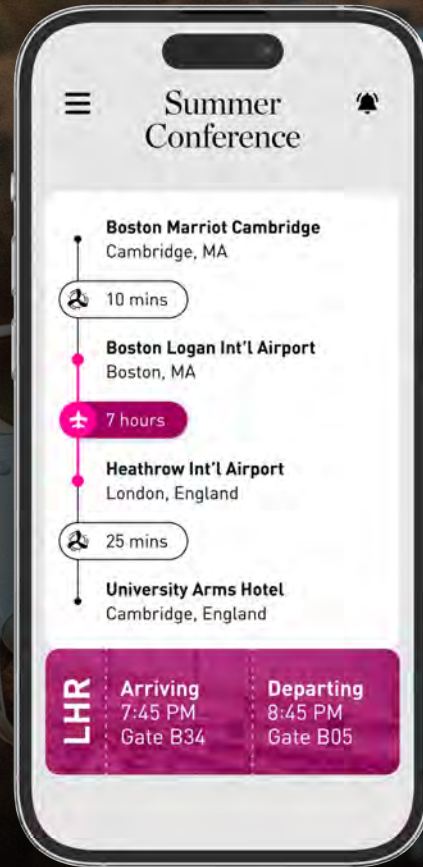 Summer
Conference
Boston Marriot Cambridge
Cambridge, MA
10 mins
Boston Logan Int'l Airport
Boston, MA
7 hours
Heathrow Int'l Airport
London, England
25 mins
University Arms Hotel
Cambridge, England
LHR
Arriving
7:45 PM
Gate B34
Departing
8:45 PM
Gate B05